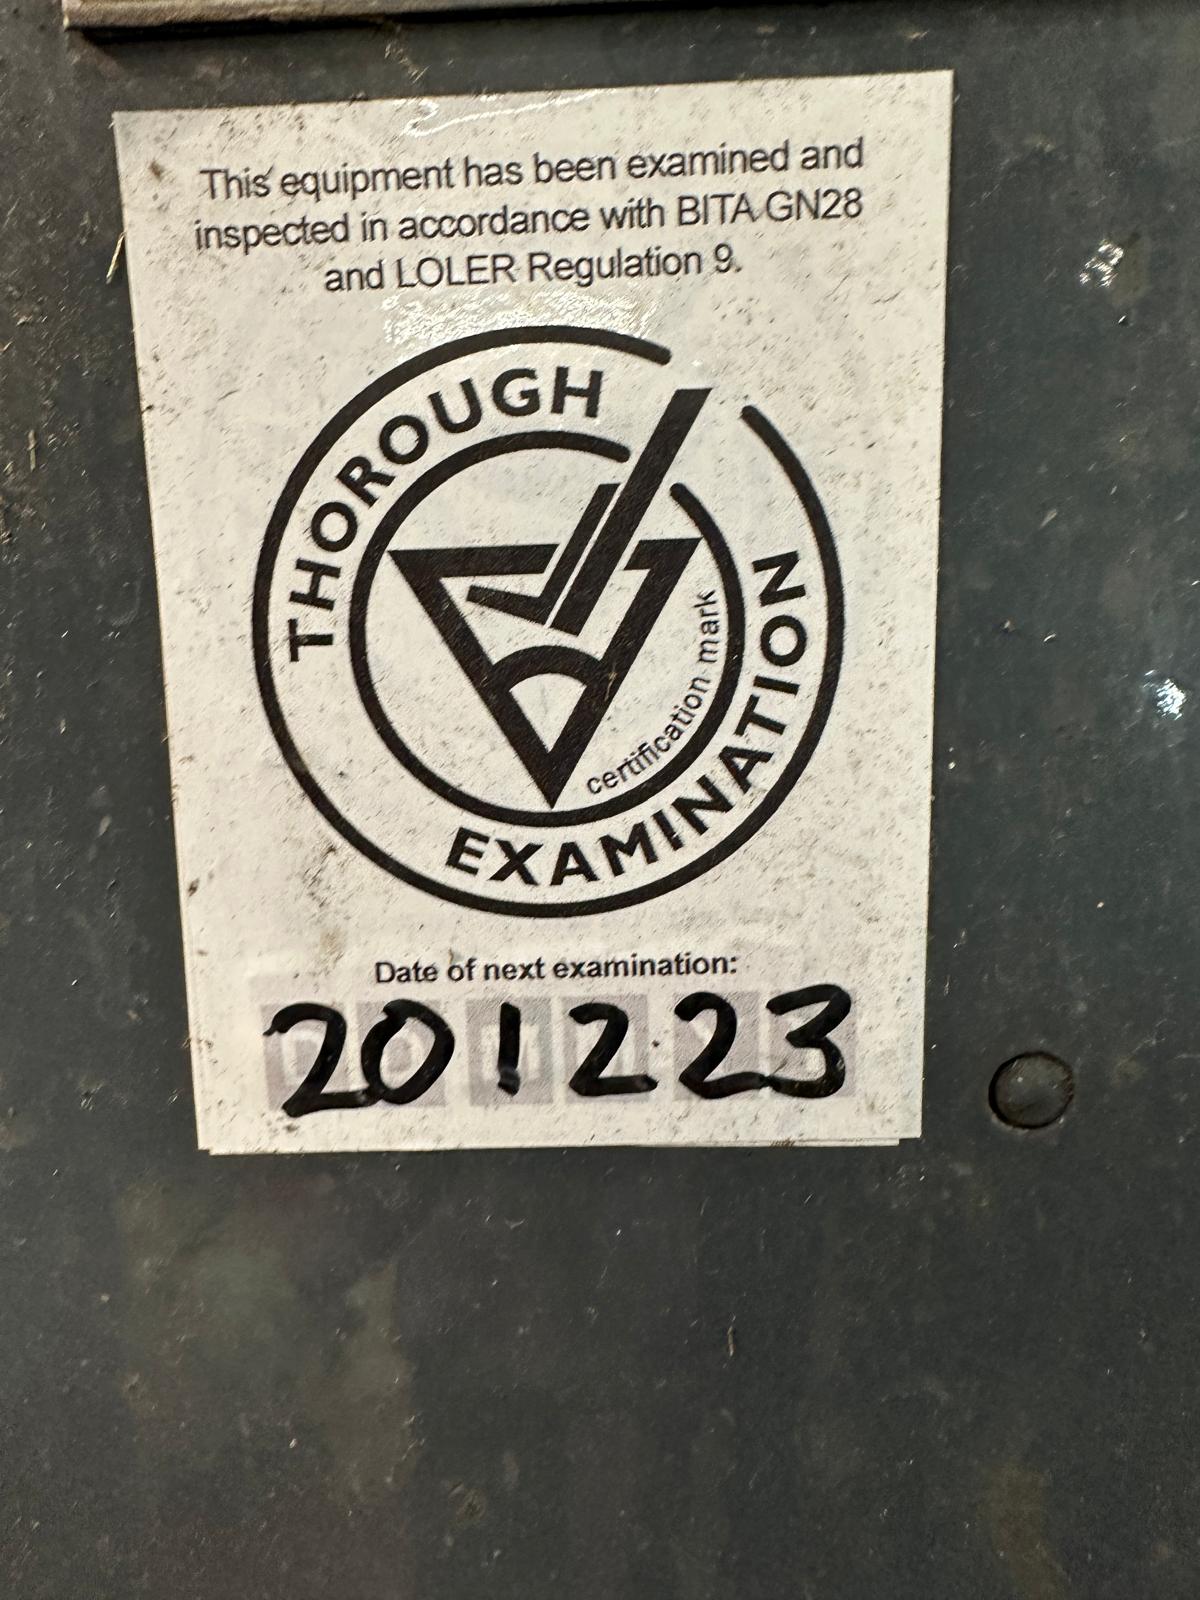 This equipment has been examined and
inspected in accordance with BITA GN28
and LOLER Regulation 9.
THOROUGH
EXAMINATION
certification mark
Date of next examination:
201223